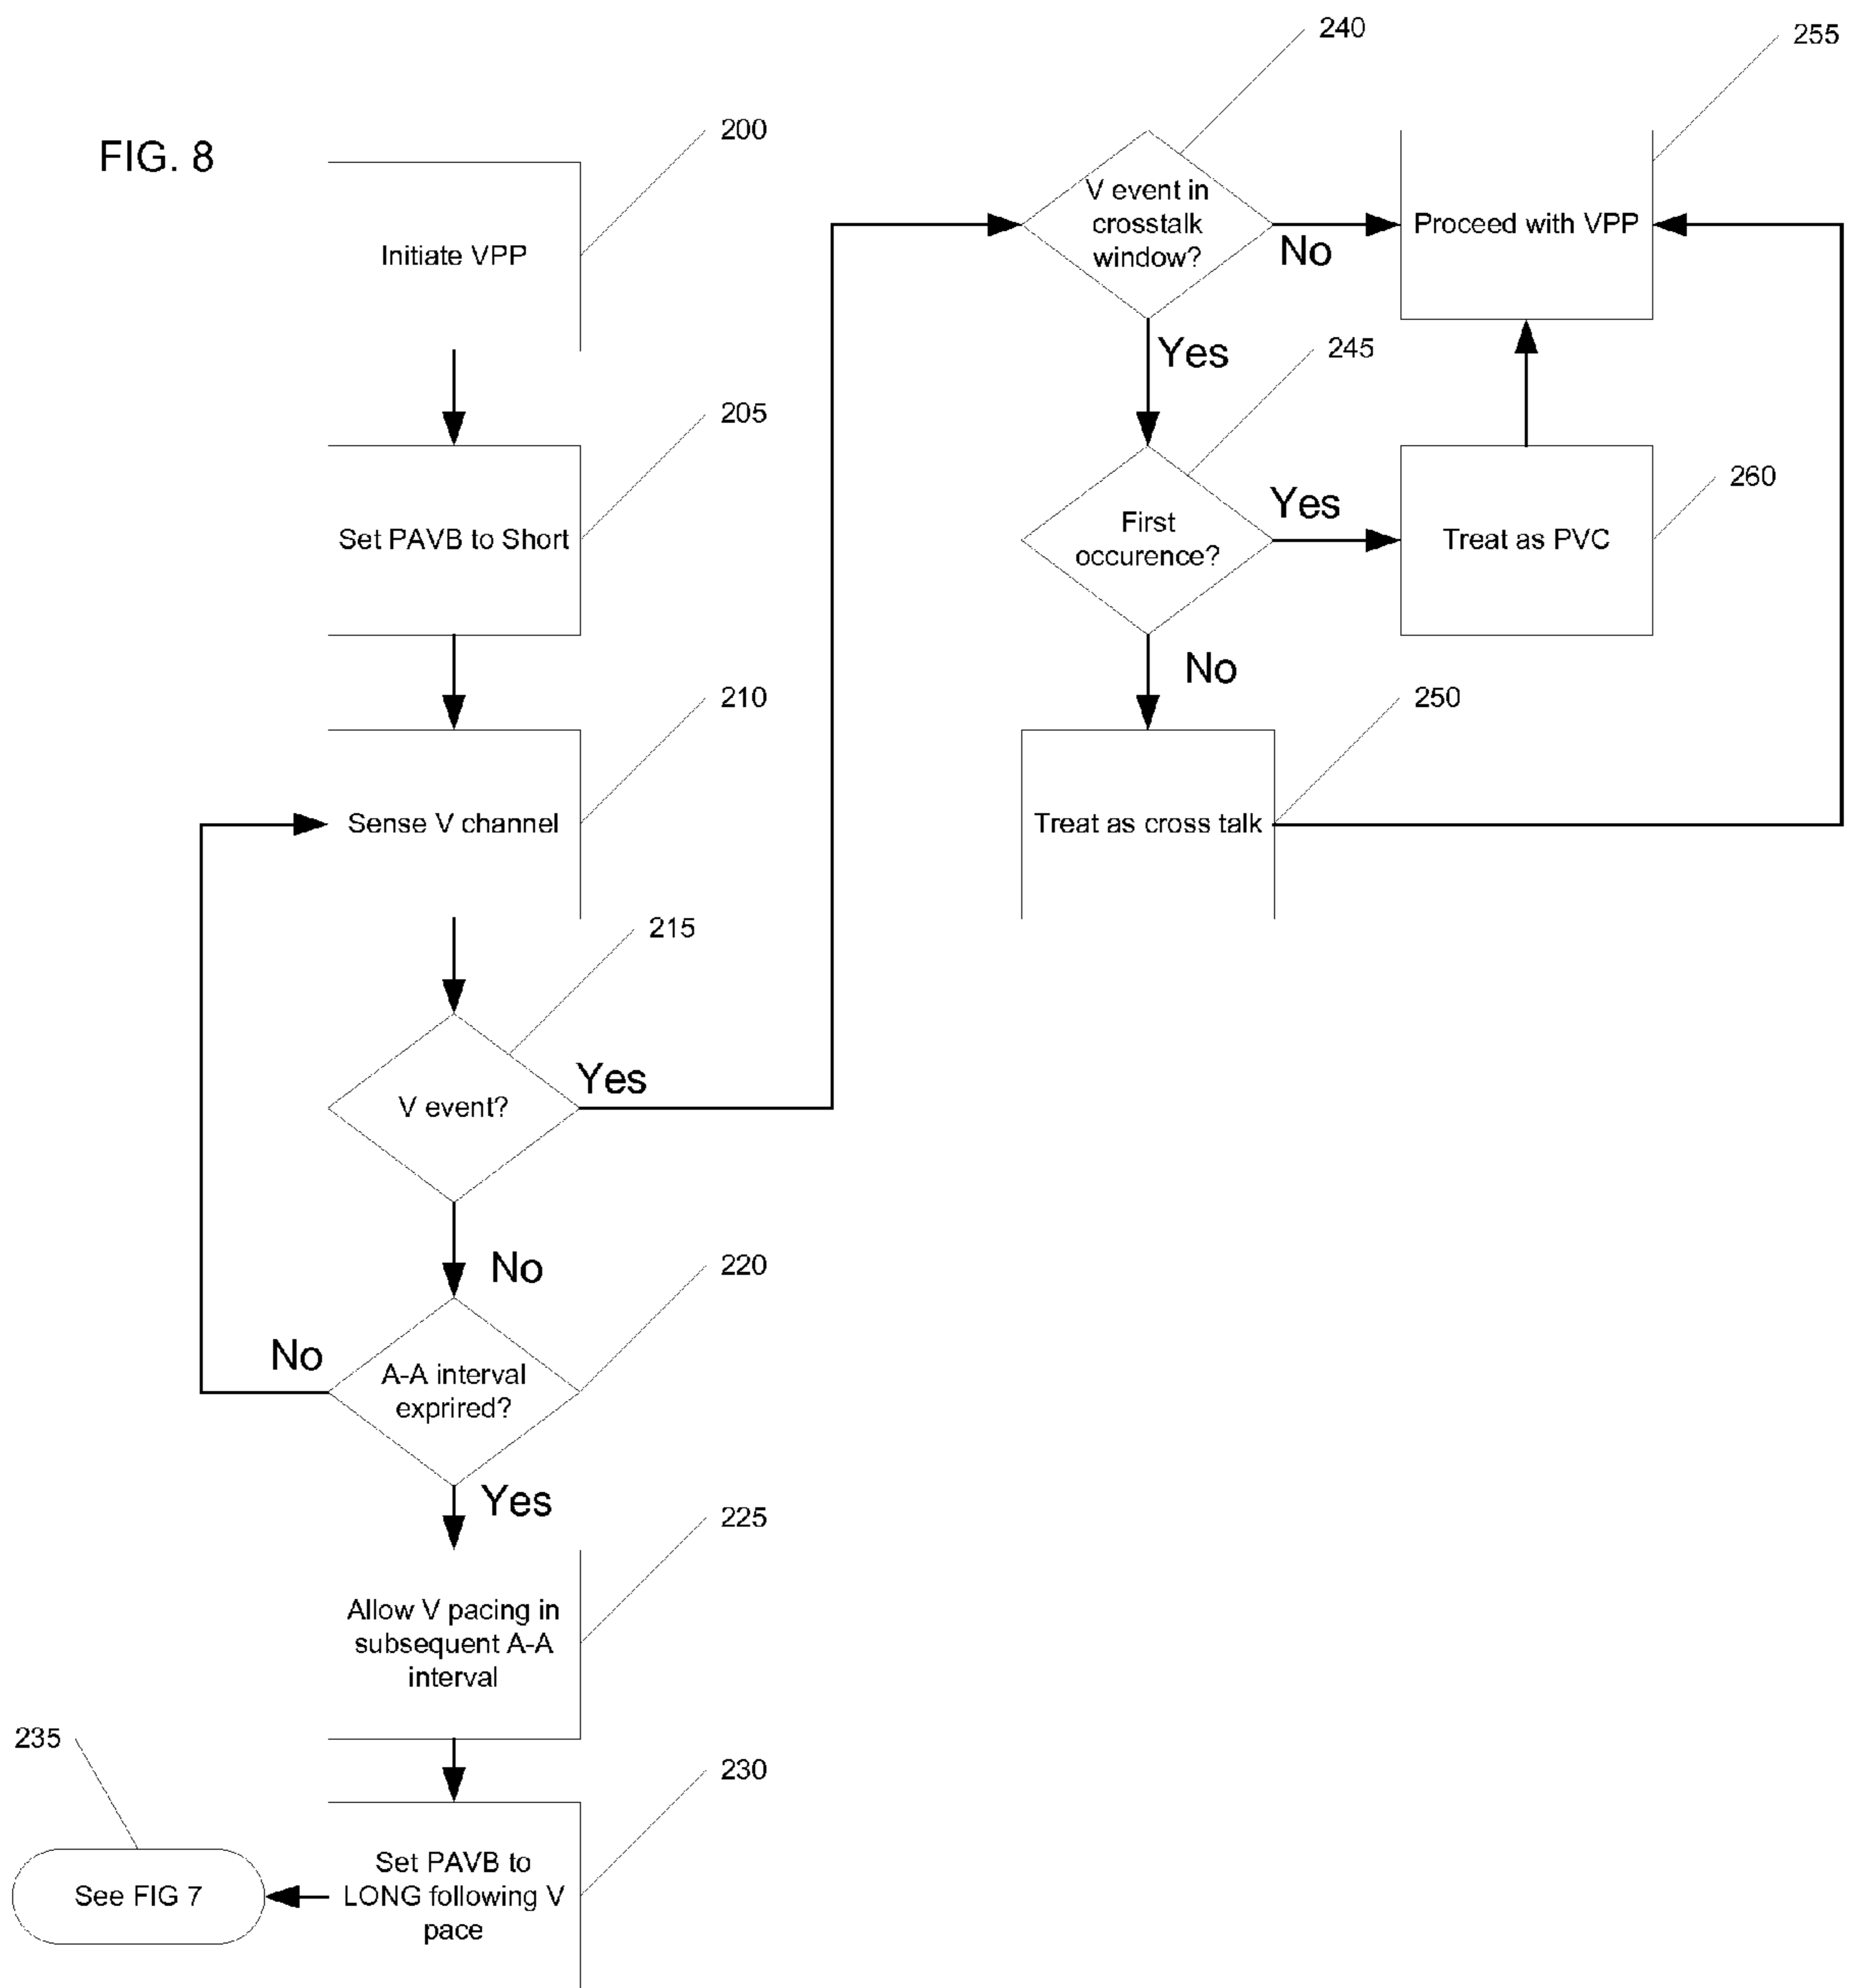 FIG. 8
200
Initiate VPP
205
Set PAVB to Short
210
Sense V channel
215
V event?
Yes
No
220
A-A interval
exprired?
No
Yes
225
Allow V pacing in
subsequent A-A
interval
230
Set PAVB to
LONG following V
pace
235
See FIG 7
240
V event in
crosstalk
window?
No
Yes
255
Proceed with VPP
245
First
occurence?
Yes
No
260
Treat as PVC
250
Treat as cross talk